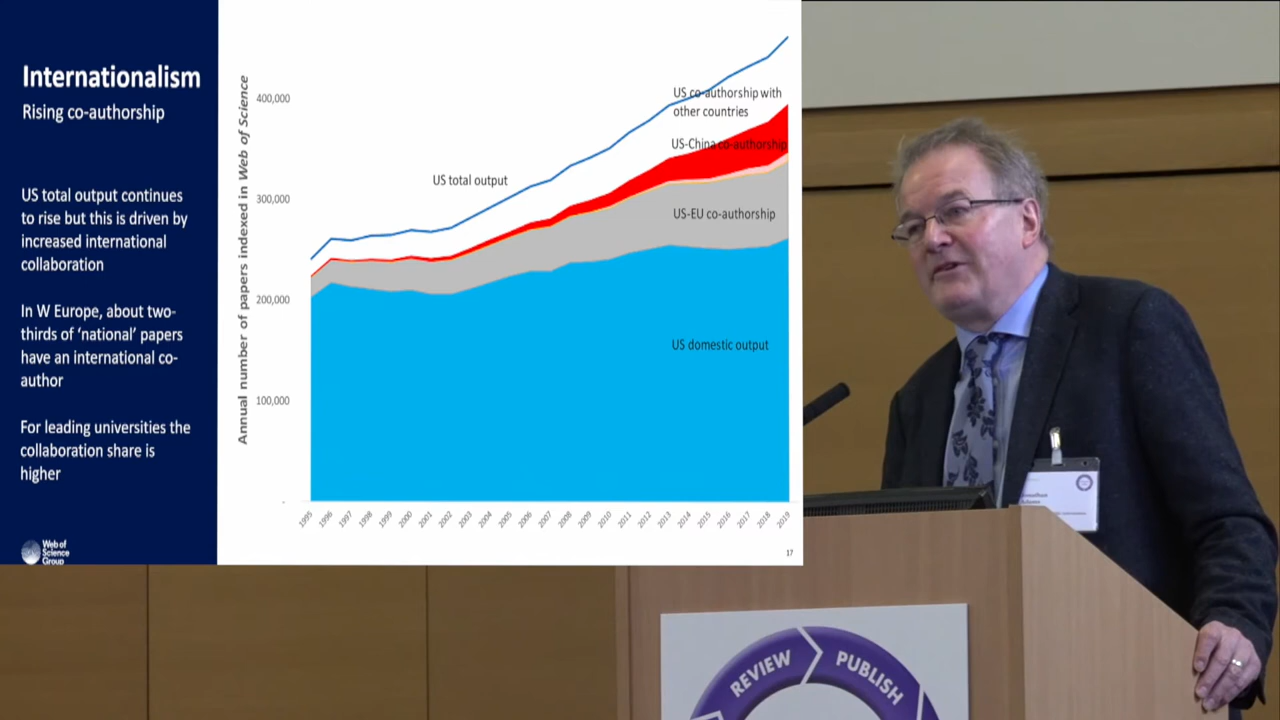 Internationalism
Rising co-authorship
US total output continues
to rise but this is driven by
increased international
collaboration
In W Europe, about two-
thirds of ‘national’ papers
have an international co-
author
For leading universities the
collaboration share is
higher
Web of
Science
Group
Annual number of papers indexed in Web of Science
400,000
300,000
200,000
100,000
-
US co-authorship with
other countries
US-China co-authorship
US total output
US-EU co-authorship
US domestic output
1995 1996 1997 1998 1999 2000 2001 2002 2003 2004 2005 2006 2007 2008 2009 2010 2011 2012 2013 2014 2015 2016 2017 2018 2019
17
Jonathan
Adams
REVIEW
PUBLISH